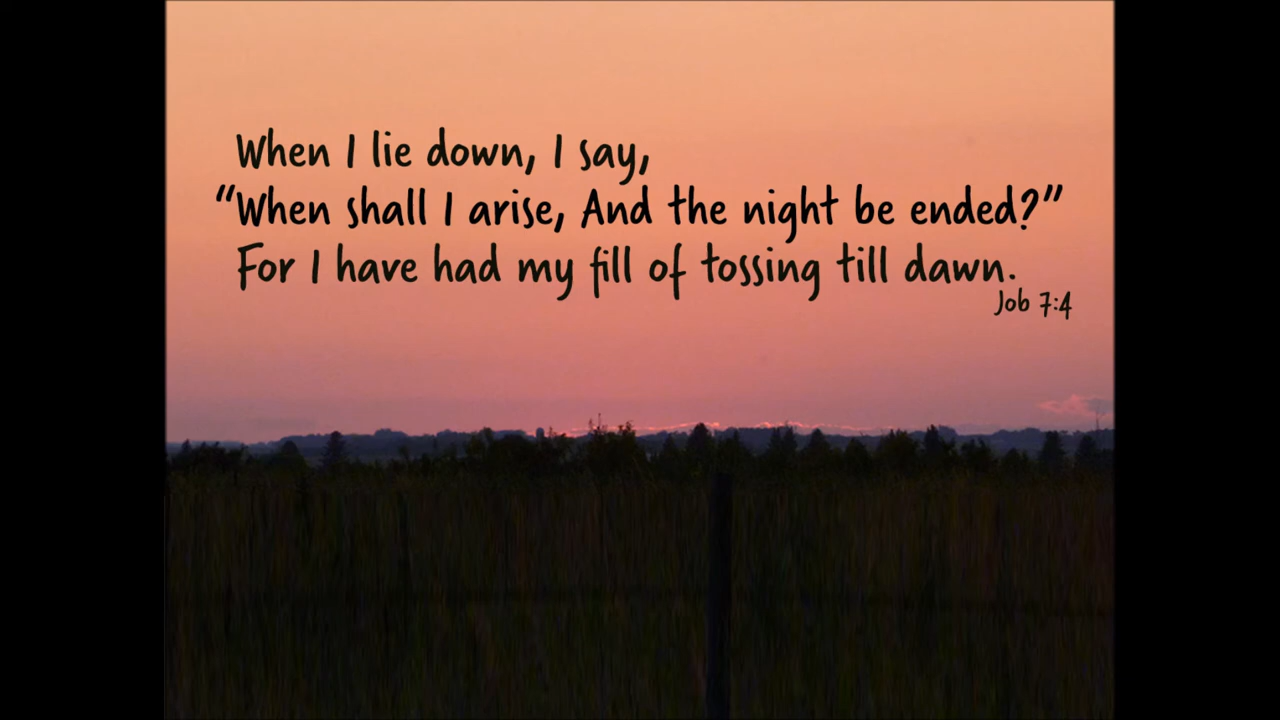 When I lie down, I say,
“When shall I arise, And the night be ended?”
For I have had my fill of tossing till dawn.
Job 7:4